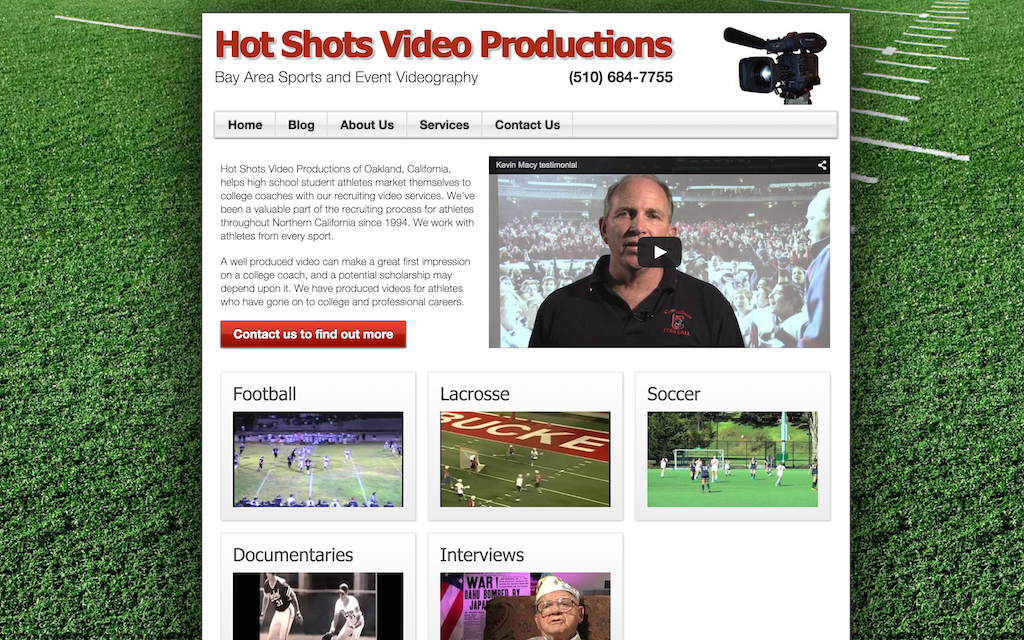 Hot Shots Video Productions
Bay Area Sports and Event Videography
(510) 684-7755
Home
Blog
About Us
Services
Contact Us
Hot Shots Video Productions of Oakland, California,
helps high school student athletes market themselves to
college coaches with our recruiting video services. We've
been a valuable part of the recruiting process for athletes
throughout Northern California since 1994. We work with
athletes from every sport.
A well produced video can make a great first impression
on a college coach, and a potential scholarship may
depend upon it. We have produced videos for athletes
who have gone on to college and professional careers.
Contact us to find out more
Kevin Macy testimonial
Football
Lacrosse
BUCKE
Soccer
Documentaries
Interviews
WAR!
OAHU BOMBED BY